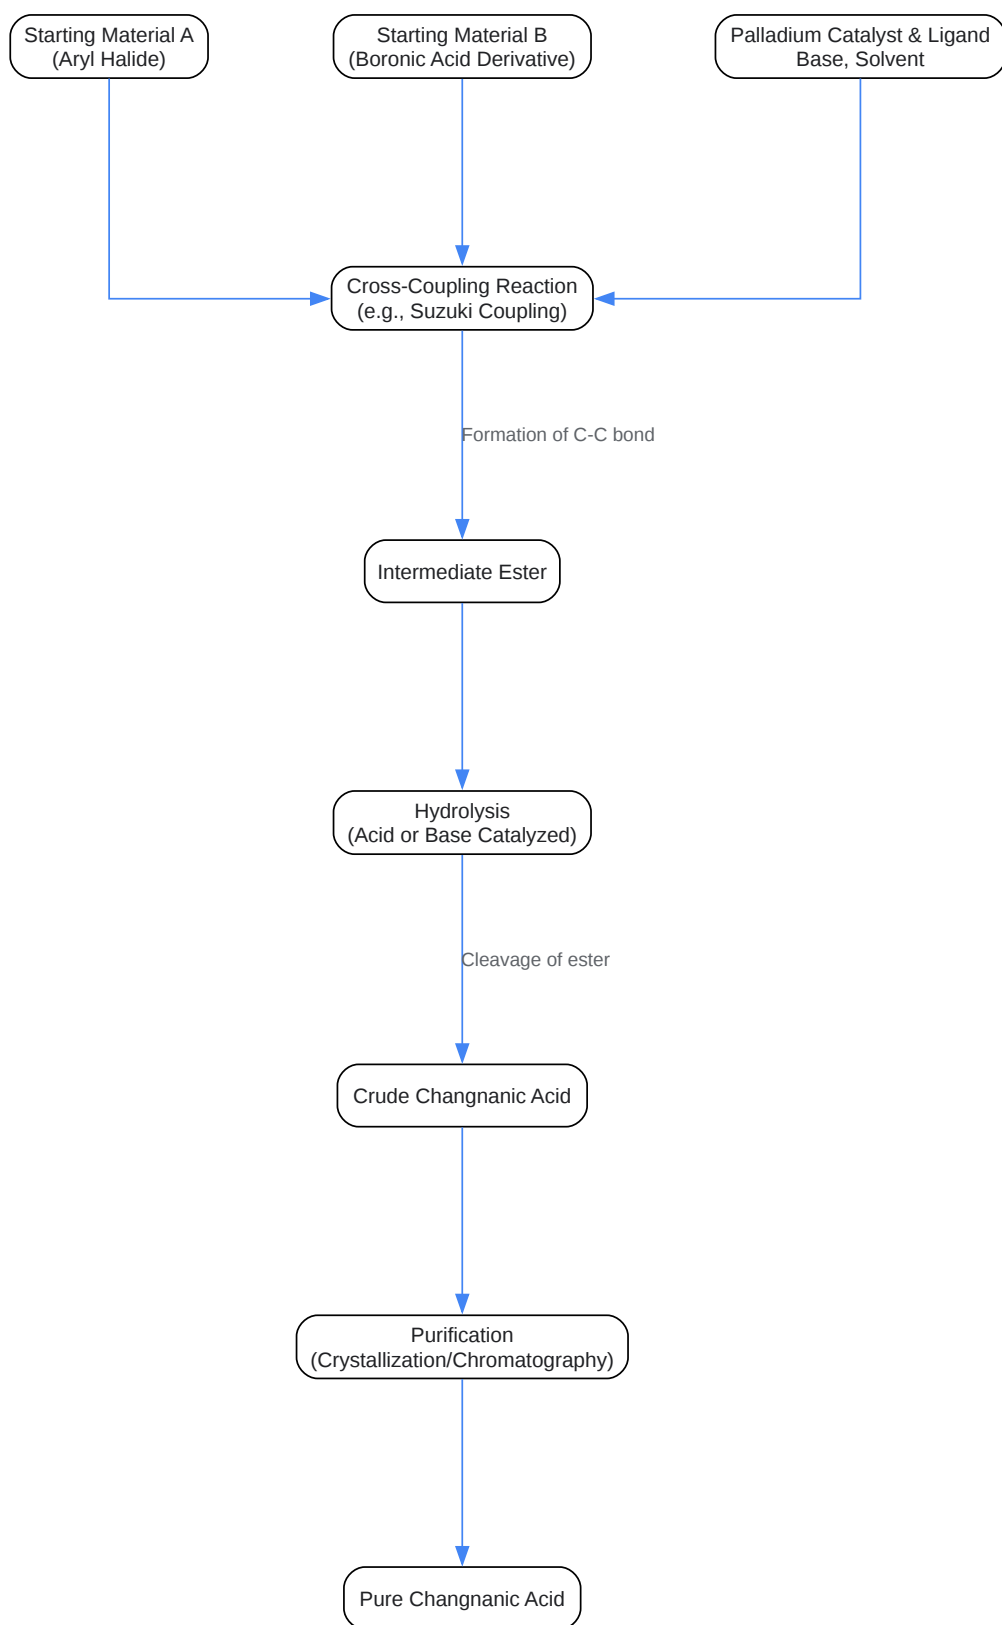 Starting Material A
(Aryl Halide)
Starting Material B
(Boronic Acid Derivative)
Palladium Catalyst & Ligand
Base, Solvent
Cross-Coupling Reaction
(e.g., Suzuki Coupling)
Formation of C-C bond
Intermediate Ester
Hydrolysis
(Acid or Base Catalyzed)
Cleavage of ester
Crude Changnanic Acid
Purification
(Crystallization/Chromatography)
Pure Changnanic Acid